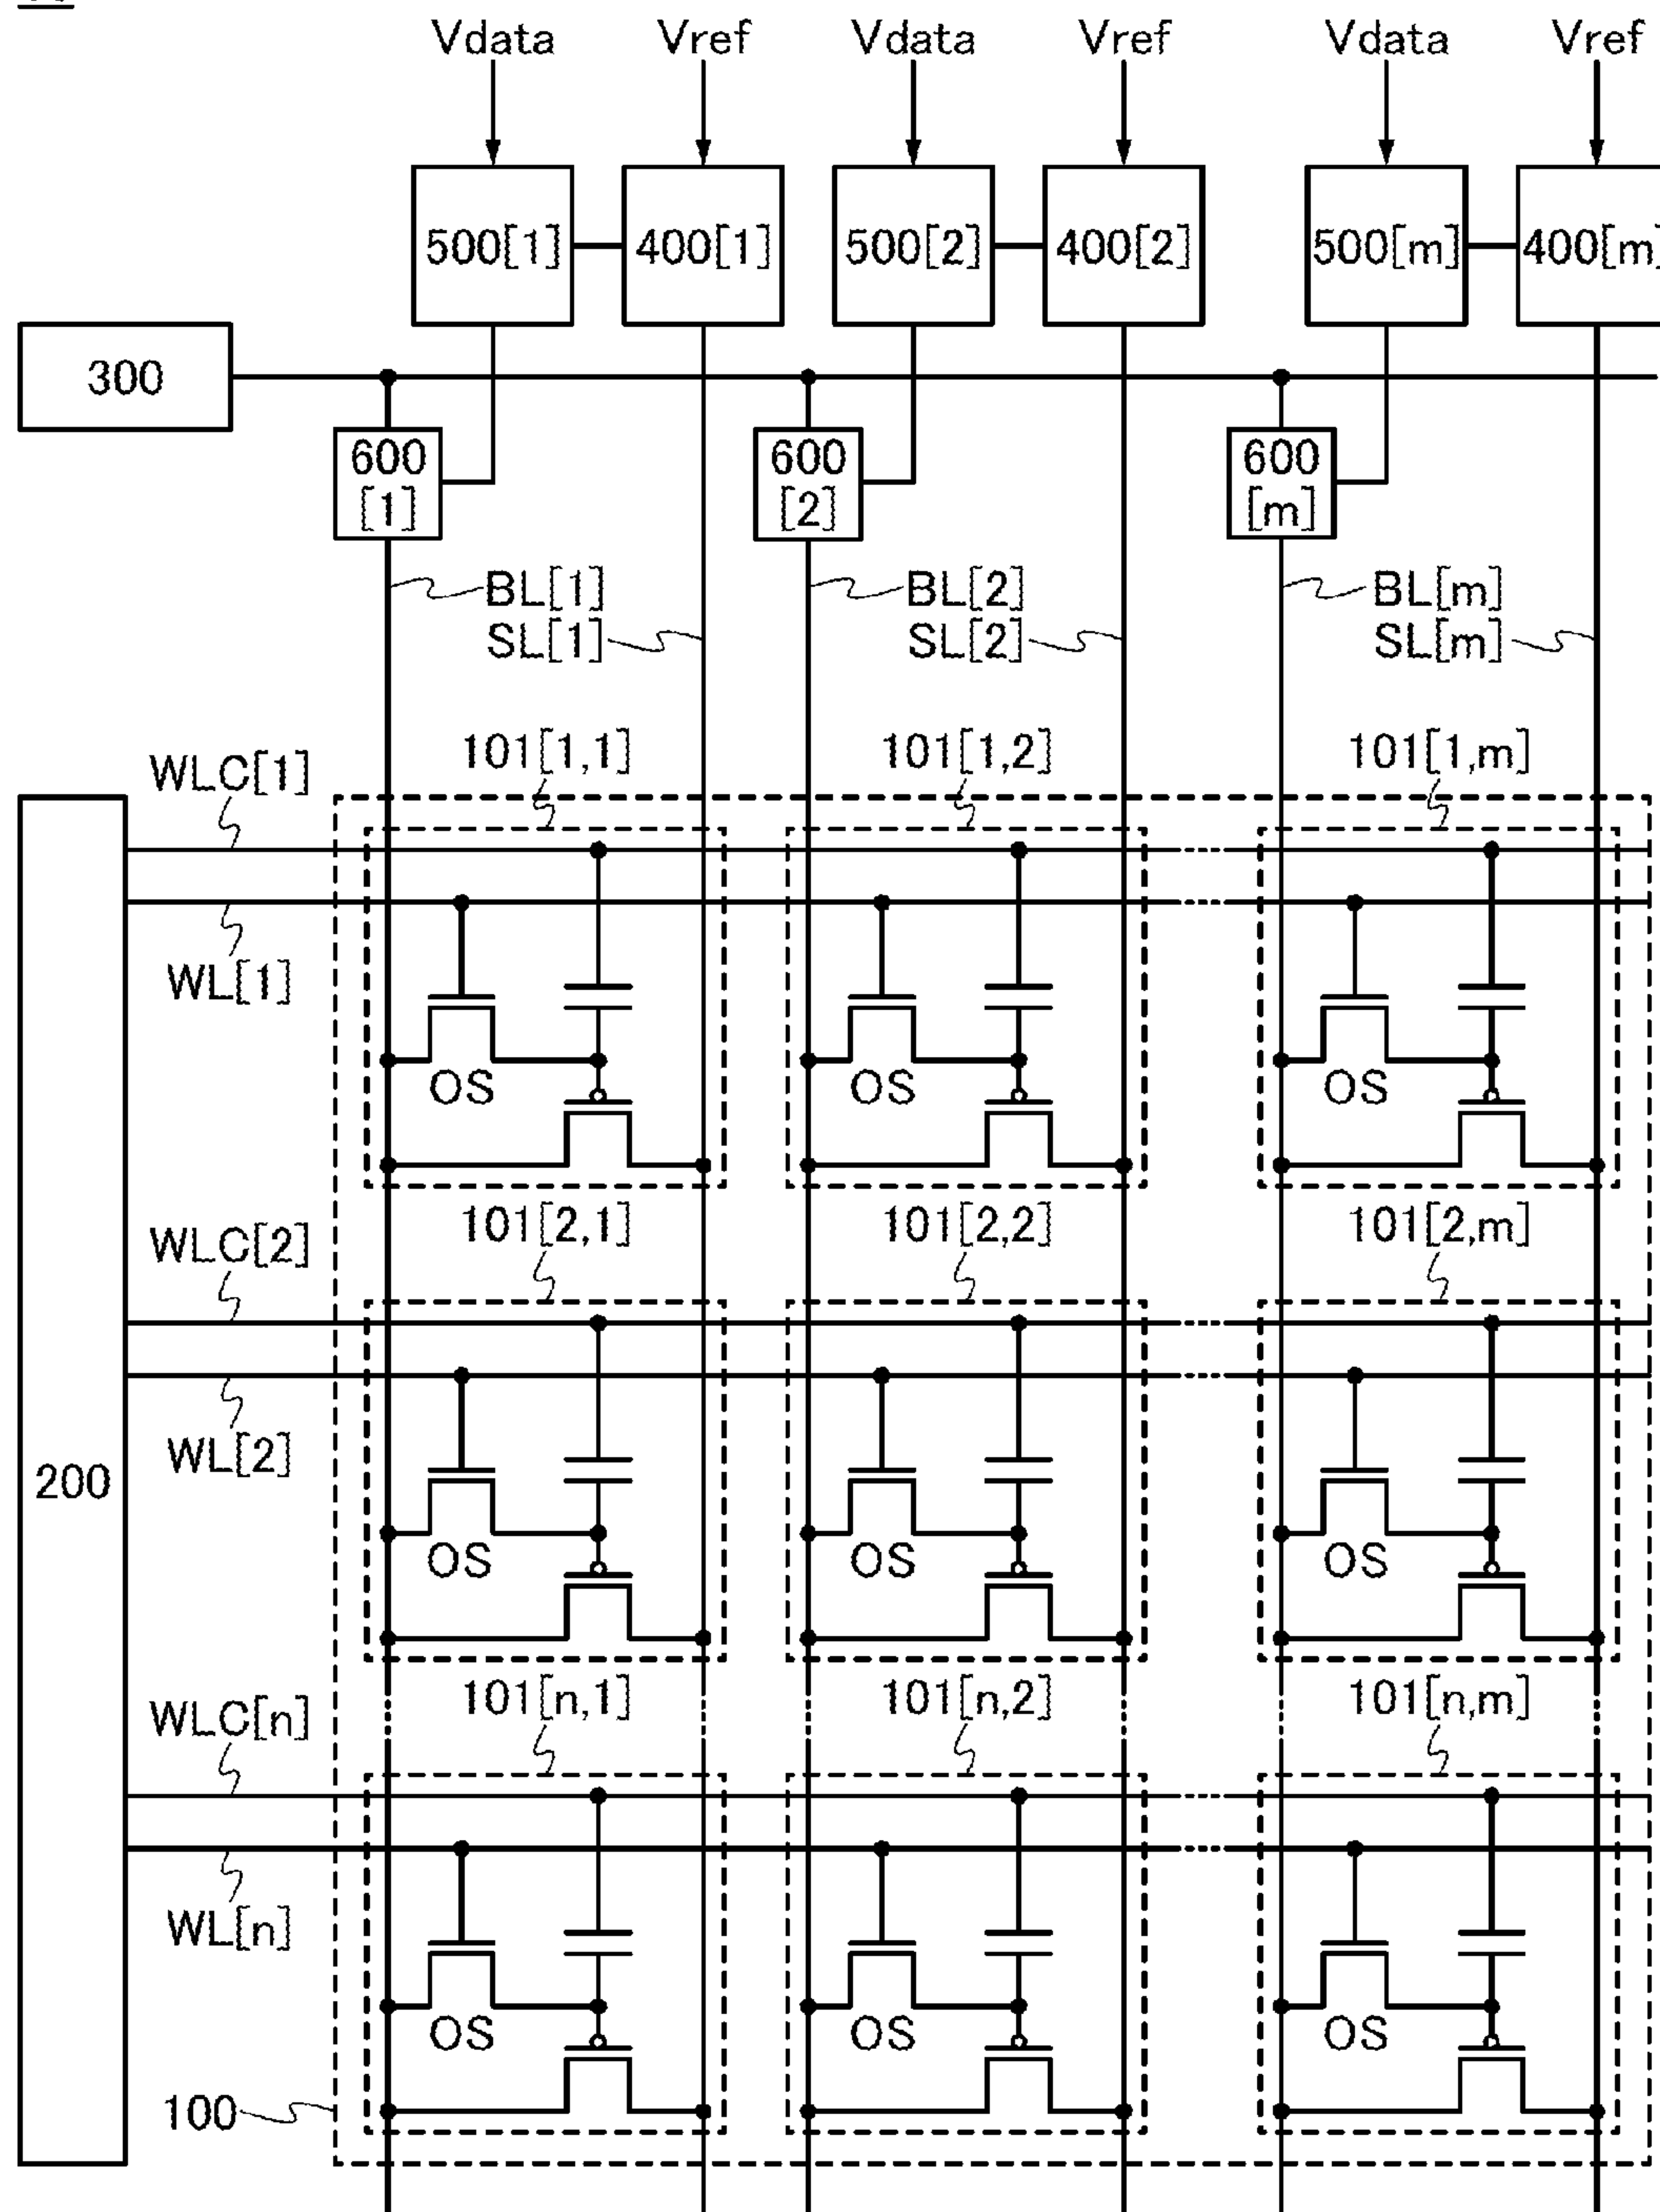 Vdata Vref Vdata Vref Vdata Vref
500[1] 400[1] 500[2] 400[2] 500[m] 400[m]
300
600 600 600
[1] [2] [m]
BL[1] BL[2] BL[m]
SL[1] SL[2] SL[m]
WLC[1] 101[1,1] 101[1,2] 101[1,m]
WL[1]
OS OS OS
WLC[2] 101[2,1] 101[2,2] 101[2,m]
WL[2]
200
OS OS OS
WLC[n] 101[n,1] 101[n,2] 101[n,m]
WL[n]
OS OS OS
100